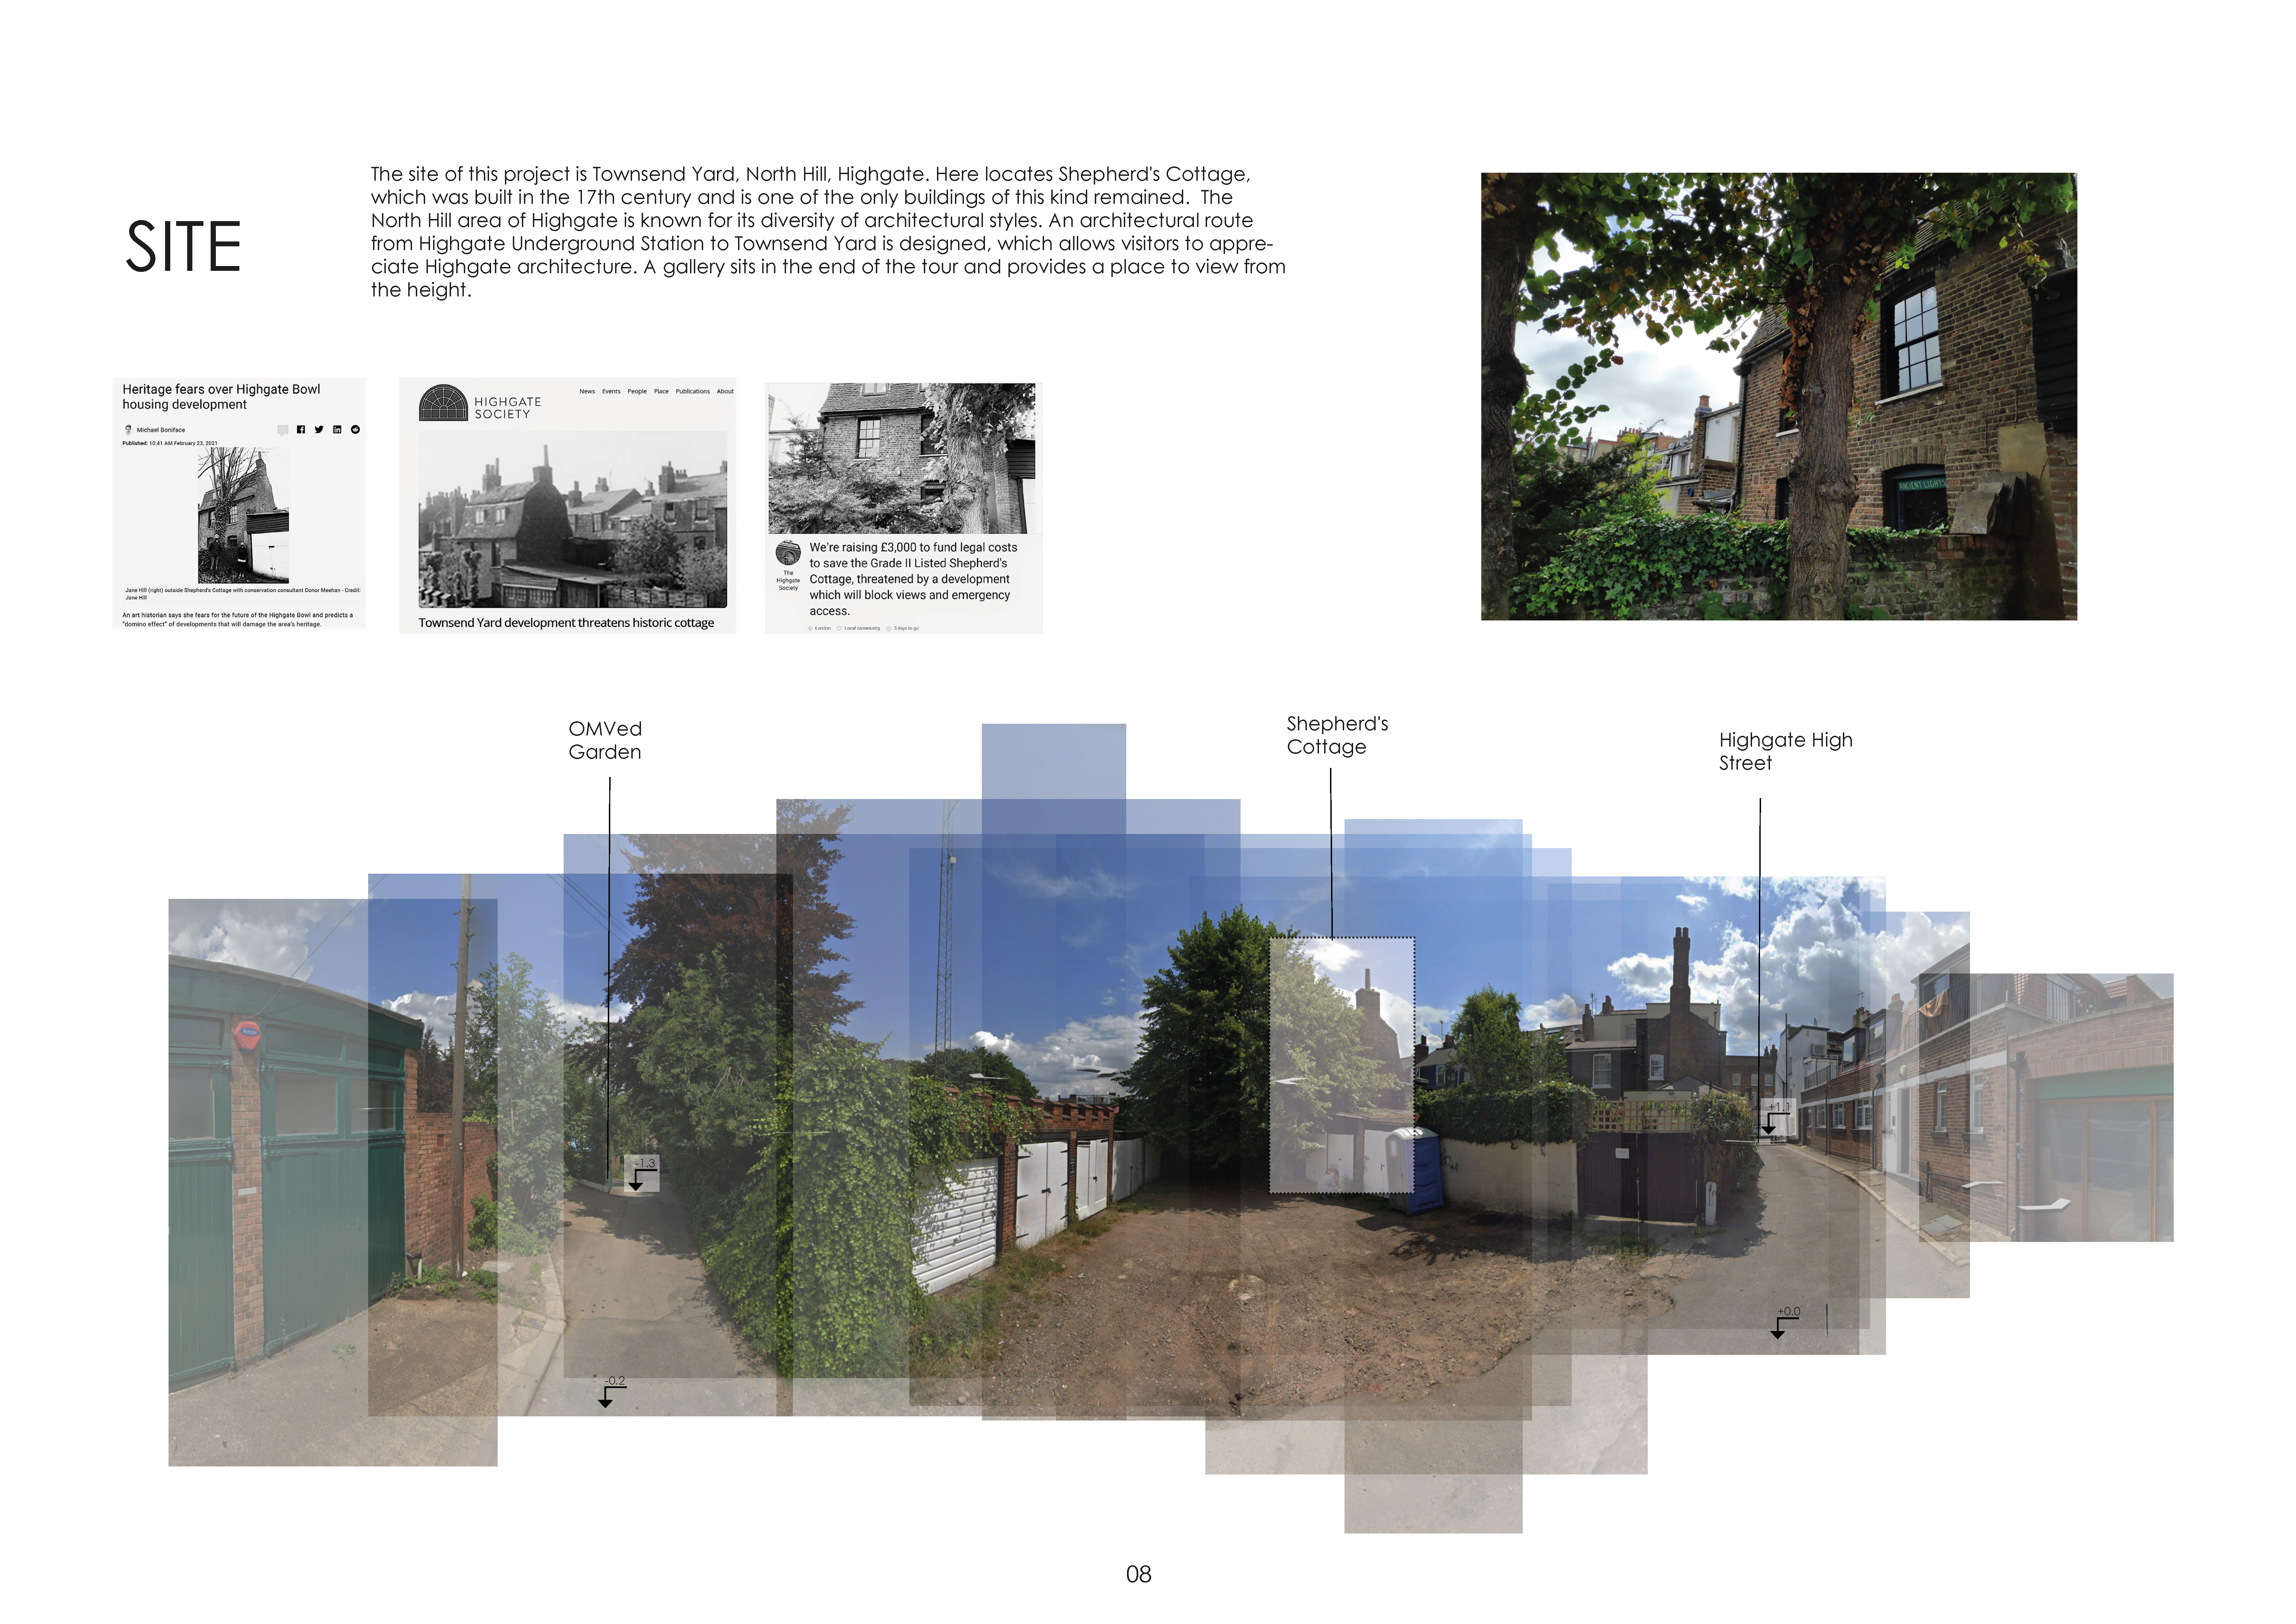 SITE
The site of this project is Townsend Yard, North Hill, Highgate. Here locates Shepherd's Cottage,
which was built in the 17th century and is one of the only buildings of this kind remained. The
North Hill area of Highgate is known for its diversity of architectural styles. An architectural route
from Highgate Underground Station to Townsend Yard is designed, which allows visitors to appre-
ciate Highgate architecture. A gallery sits in the end of the tour and provides a place to view from
the height.
Heritage fears over Highgate Bowl
housing development
Michael Boniface
Published: 10:41 AM February 23, 2021
Jane Hill (right) outside Shepherd's Cottage with conservation consultant Conor Meehan - Credit:
Jane Hill
An art historian says she fears for the future of the Highgate Bowl and predicts a
"domino effect" of developments that will damage the area's heritage.
HIGHGATE
SOCIETY
News Events People Place Publications About
Townsend Yard development threatens historic cottage
The
Highgate
Society
We're raising £3,000 to fund legal costs
to save the Grade II Listed Shepherd's
Cottage, threatened by a development
which will block views and emergency
access.
London Local community 3 days to go
ANCIENT LIGHTS
OMVed
Garden
Shepherd's
Cottage
Highgate High
Street
-1.3
+1.1
+0.0
-0.2
08